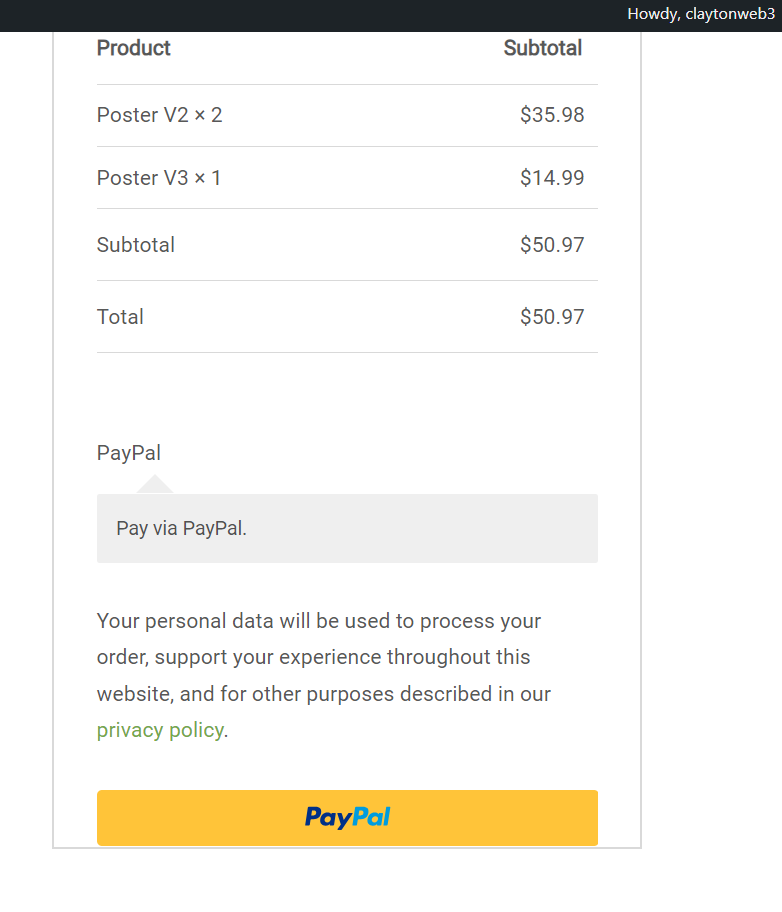 Howdy, claytonweb3
Product Subtotal
Poster V2 × 2 $35.98
Poster V3 × 1 $14.99
Subtotal $50.97
Total $50.97
PayPal
Pay via PayPal.
Your personal data will be used to process your
order, support your experience throughout this
website, and for other purposes described in our
privacy policy.
PayPal